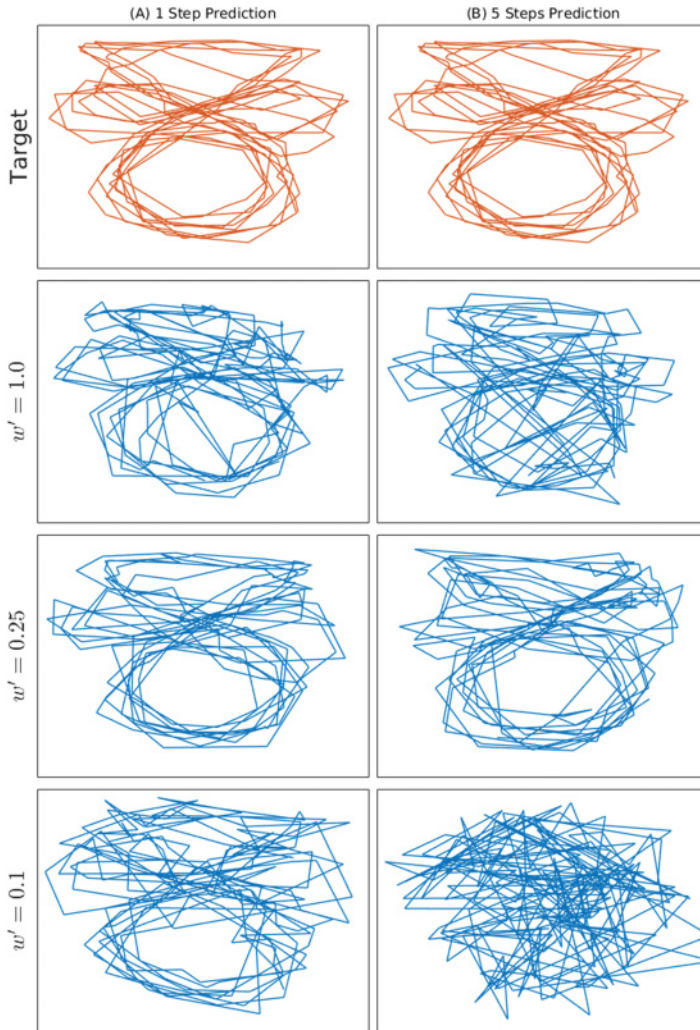 (A) 1 Step Prediction
(B) 5 Steps Prediction
Target
w′ = 1.0
w′ = 0.25
w′ = 0.1